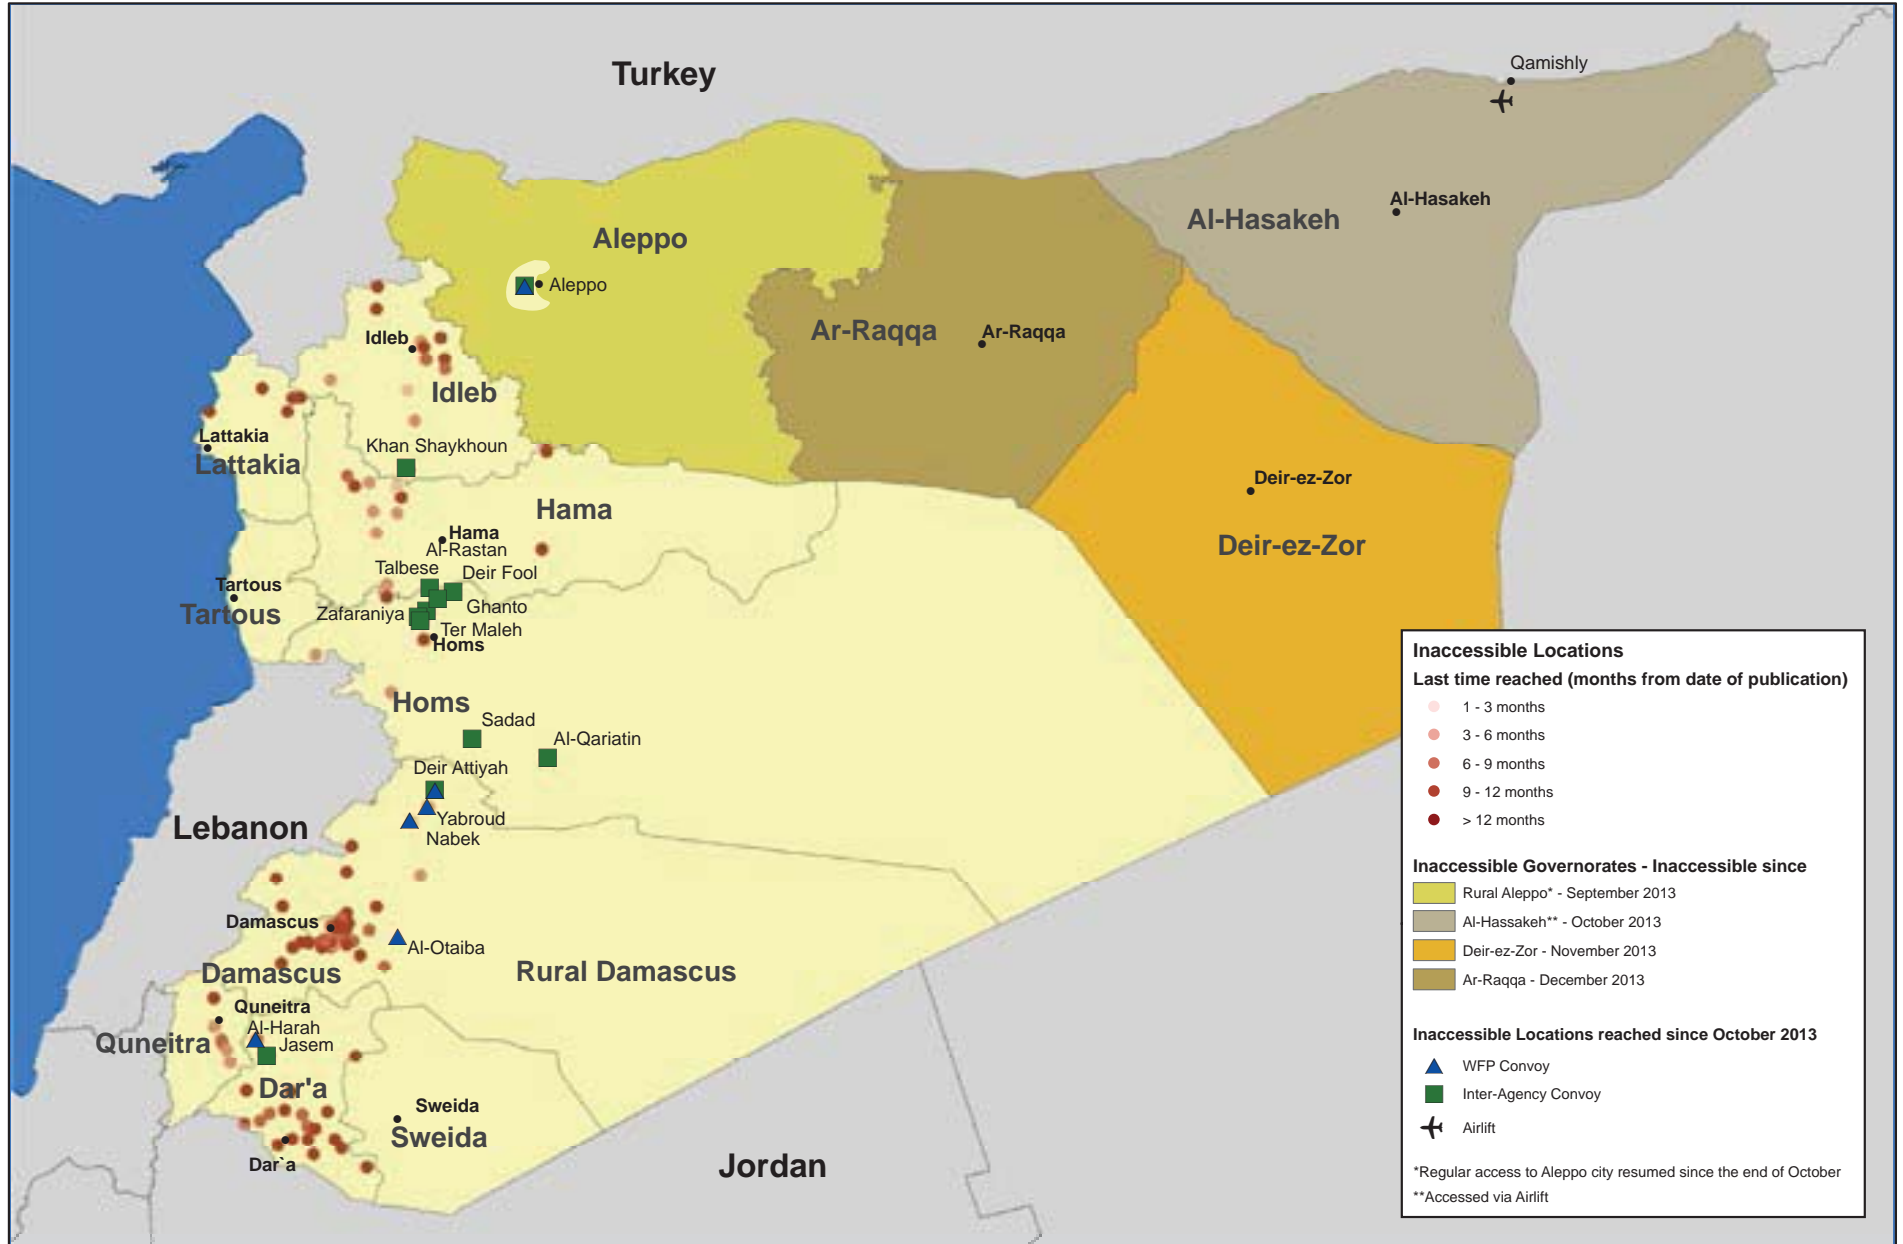 Turkey
Qamishly
Al-Hasakeh
Al-Hasakeh
Aleppo
Aleppo
Ar-Raqqa
Ar-Raqqa
Idleb
Idleb
Lattakia
Lattakia
Khan Shaykhoun
Deir-ez-Zor
Deir-ez-Zor
Hama
Hama
Al-Rastan
Talbese
Deir Fool
Tartous
Tartous
Zafaraniya
Ghanto
Ter Maleh
Homs
Homs
Sadad
Al-Qariatin
Deir Attiyah
Yabroud
Nabek
Lebanon
Damascus
Al-Otaiba
Damascus
Rural Damascus
Quneitra
Al-Harah
Quneitra
Jasem
Dar'a
Sweida
Sweida
Dar`a
Jordan
Inaccessible Locations
Last time reached (months from date of publication)
1 - 3 months
3 - 6 months
6 - 9 months
9 - 12 months
> 12 months
Inaccessible Governorates - Inaccessible since
Rural Aleppo* - September 2013
Al-Hassakeh** - October 2013
Deir-ez-Zor - November 2013
Ar-Raqqa - December 2013
Inaccessible Locations reached since October 2013
WFP Convoy
Inter-Agency Convoy
Airlift
*Regular access to Aleppo city resumed since the end of October
**Accessed via Airlift